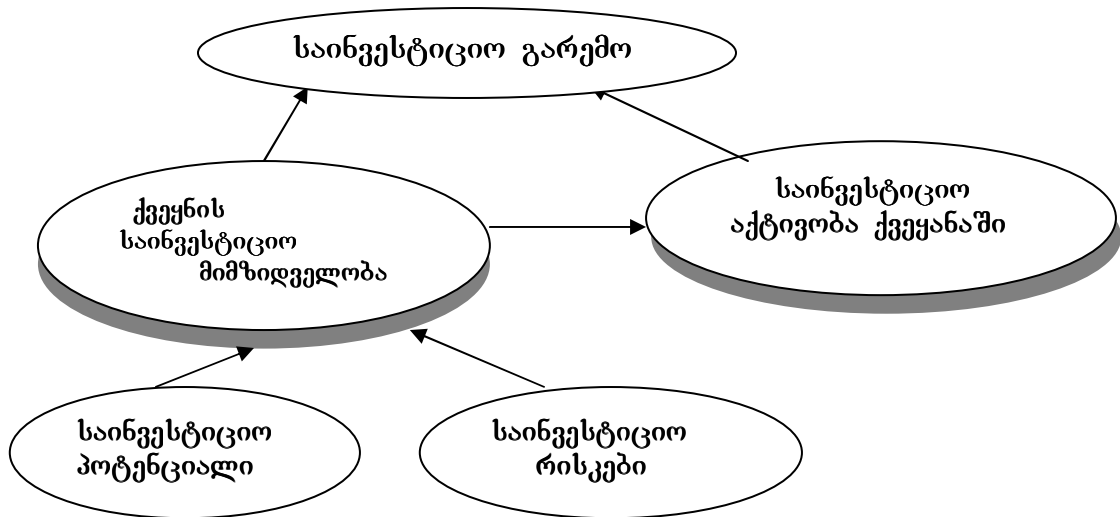 საინვესტიციო გარემო
ქვეყნის
საინვესტიციო
მიმზიდველობა
საინვესტიციო
აქტივობა ქვეყანაში
საინვესტიციო
პოტენციალი
საინვესტიციო
რისკები